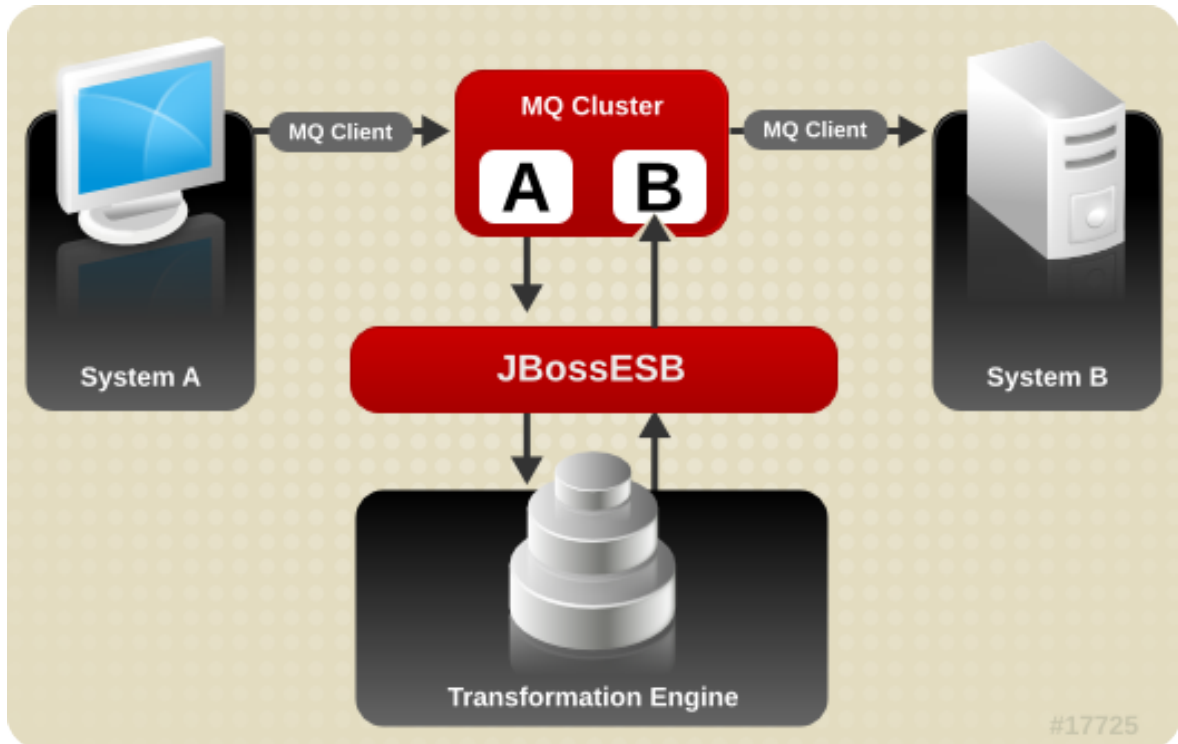 MQ Cluster
MQ Client
MQ Client
A B
JBossESB
System A
System B
Transformation Engine
#17725